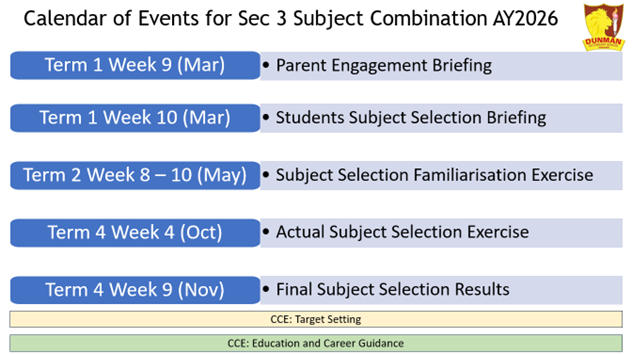 Calendar of Events for Sec 3 Subject Combination AY2026
DUNMAN
Term 1 Week 9 (Mar) • Parent Engagement Briefing
Term 1 Week 10 (Mar) • Students Subject Selection Briefing
Term 2 Week 8 – 10 (May) • Subject Selection Familiarisation Exercise
Term 4 Week 4 (Oct) • Actual Subject Selection Exercise
Term 4 Week 9 (Nov) • Final Subject Selection Results
CCE: Target Setting
CCE: Education and Career Guidance